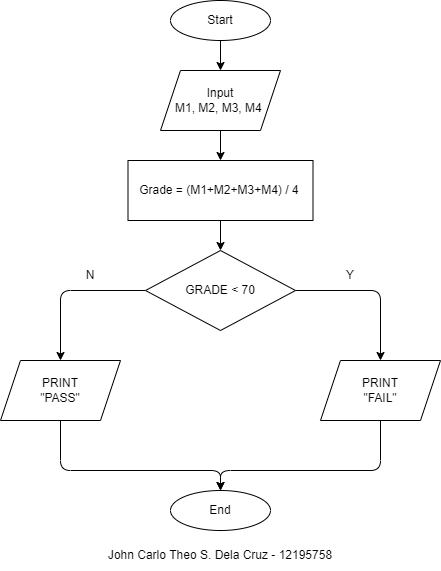 Start
Input
M1, M2, M3, M4
Grade = (M1+M2+M3+M4) / 4
GRADE < 70
N
Y
PRINT
"PASS"
PRINT
"FAIL"
End
John Carlo Theo S. Dela Cruz - 12195758